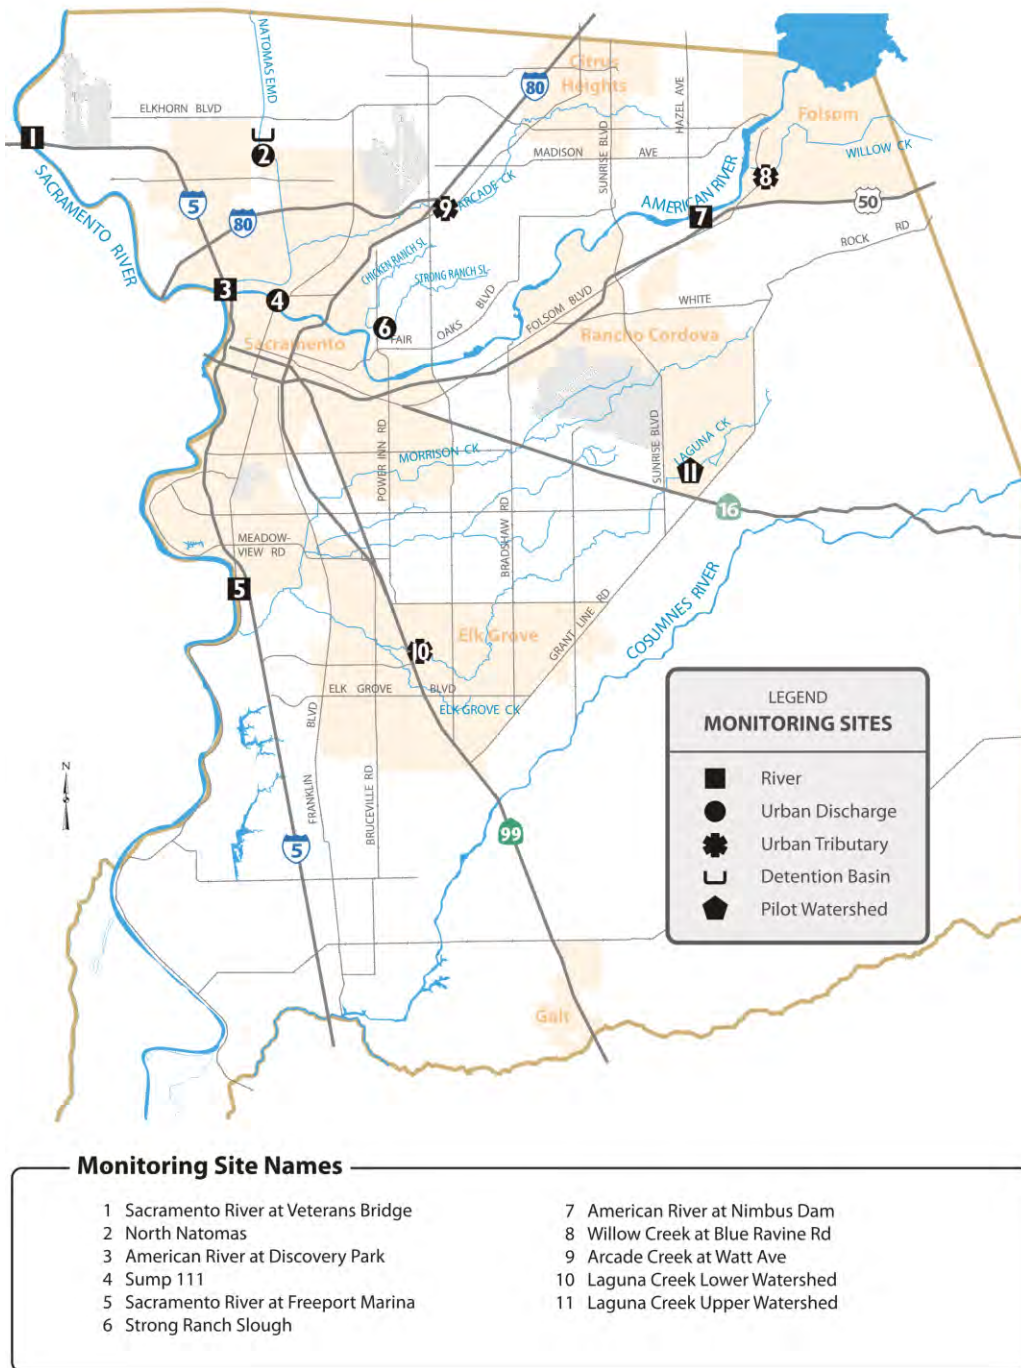 NATOMAS EMD
Citrus
Heights
80
HAZEL AVE
ELKHORN BLVD
SUNRISE BLVD
Folsom
1
2
MADISON AVE
WILLOW CK
8
SACRAMENTO RIVER
5
80
9
ARCADE CK
AMERICAN RIVER
7
50
ROCK RD
CHICKEN RANCH SL
STRONG RANCH SL
3
4
6
FAIR OAKS BLVD
FOLSOM BLVD
WHITE
Sacramento
Rancho Cordova
POWER INN RD
MORRISON CK
SUNRISE BLVD
LAGUNA CK
11
16
BRADSHAW RD
MEADOW-
VIEW RD
5
COSUMNES RIVER
GRANT LINE RD
Elk Grove
10
ELK GROVE BLVD
ELK GROVE CK
FRANKLIN BLVD
BRUCEVILLE RD
N
S
5
99
Galt
LEGEND
MONITORING SITES
River
Urban Discharge
Urban Tributary
Detention Basin
Pilot Watershed
Monitoring Site Names
1 Sacramento River at Veterans Bridge
2 North Natomas
3 American River at Discovery Park
4 Sump 111
5 Sacramento River at Freeport Marina
6 Strong Ranch Slough
7 American River at Nimbus Dam
8 Willow Creek at Blue Ravine Rd
9 Arcade Creek at Watt Ave
10 Laguna Creek Lower Watershed
11 Laguna Creek Upper Watershed